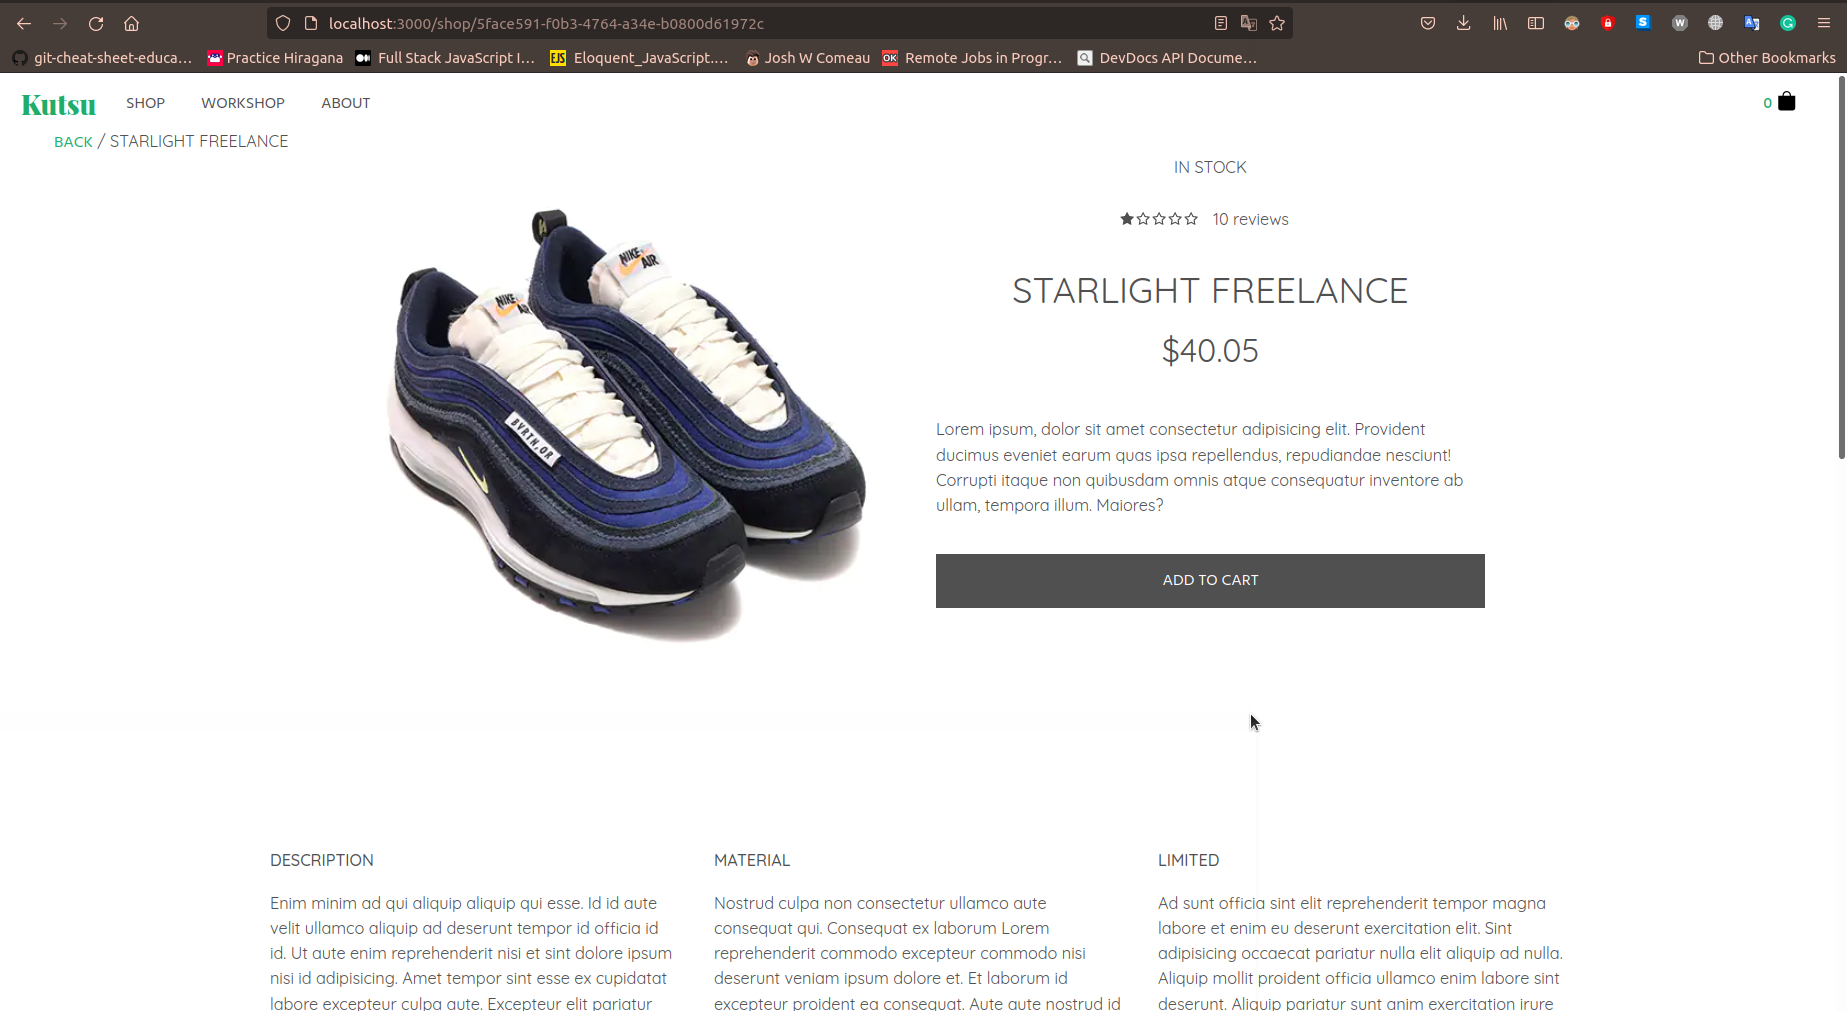 localhost:3000/shop/5face591-f0b3-4764-a34e-b0800d61972c
git-cheat-sheet-educa… Practice Hiragana Full Stack JavaScript I… Eloquent_JavaScript.… Josh W Comeau Remote Jobs in Progr… DevDocs API Docume… Other Bookmarks
Kutsu SHOP WORKSHOP ABOUT 0
BACK / STARLIGHT FREELANCE
IN STOCK
10 reviews
STARLIGHT FREELANCE
$40.05
NIKE AIR
NIKE AIR
BVRTN,OR
Lorem ipsum, dolor sit amet consectetur adipisicing elit. Provident
ducimus eveniet earum quas ipsa repellendus, repudiandae nesciunt!
Corrupti itaque non quibusdam omnis atque consequatur inventore ab
ullam, tempora illum. Maiores?
ADD TO CART
DESCRIPTION
Enim minim ad qui aliquip aliquip qui esse. Id id aute
velit ullamco aliquip ad deserunt tempor id officia id
id. Ut aute enim reprehenderit nisi et sint dolore ipsum
nisi id adipisicing. Amet tempor sint esse ex cupidatat
labore excepteur culpa aute. Excepteur elit pariatur
MATERIAL
Nostrud culpa non consectetur ullamco aute
consequat qui. Consequat ex laborum Lorem
reprehenderit commodo excepteur commodo nisi
deserunt veniam ipsum dolore et. Et laborum id
excepteur proident ea consequat. Aute aute nostrud id
LIMITED
Ad sunt officia sint elit reprehenderit tempor magna
labore et enim eu deserunt exercitation elit. Sint
adipisicing occaecat pariatur nulla elit aliquip ad nulla.
Aliquip mollit proident officia ullamco enim labore sint
deserunt. Aliquip pariatur sunt anim exercitation irure